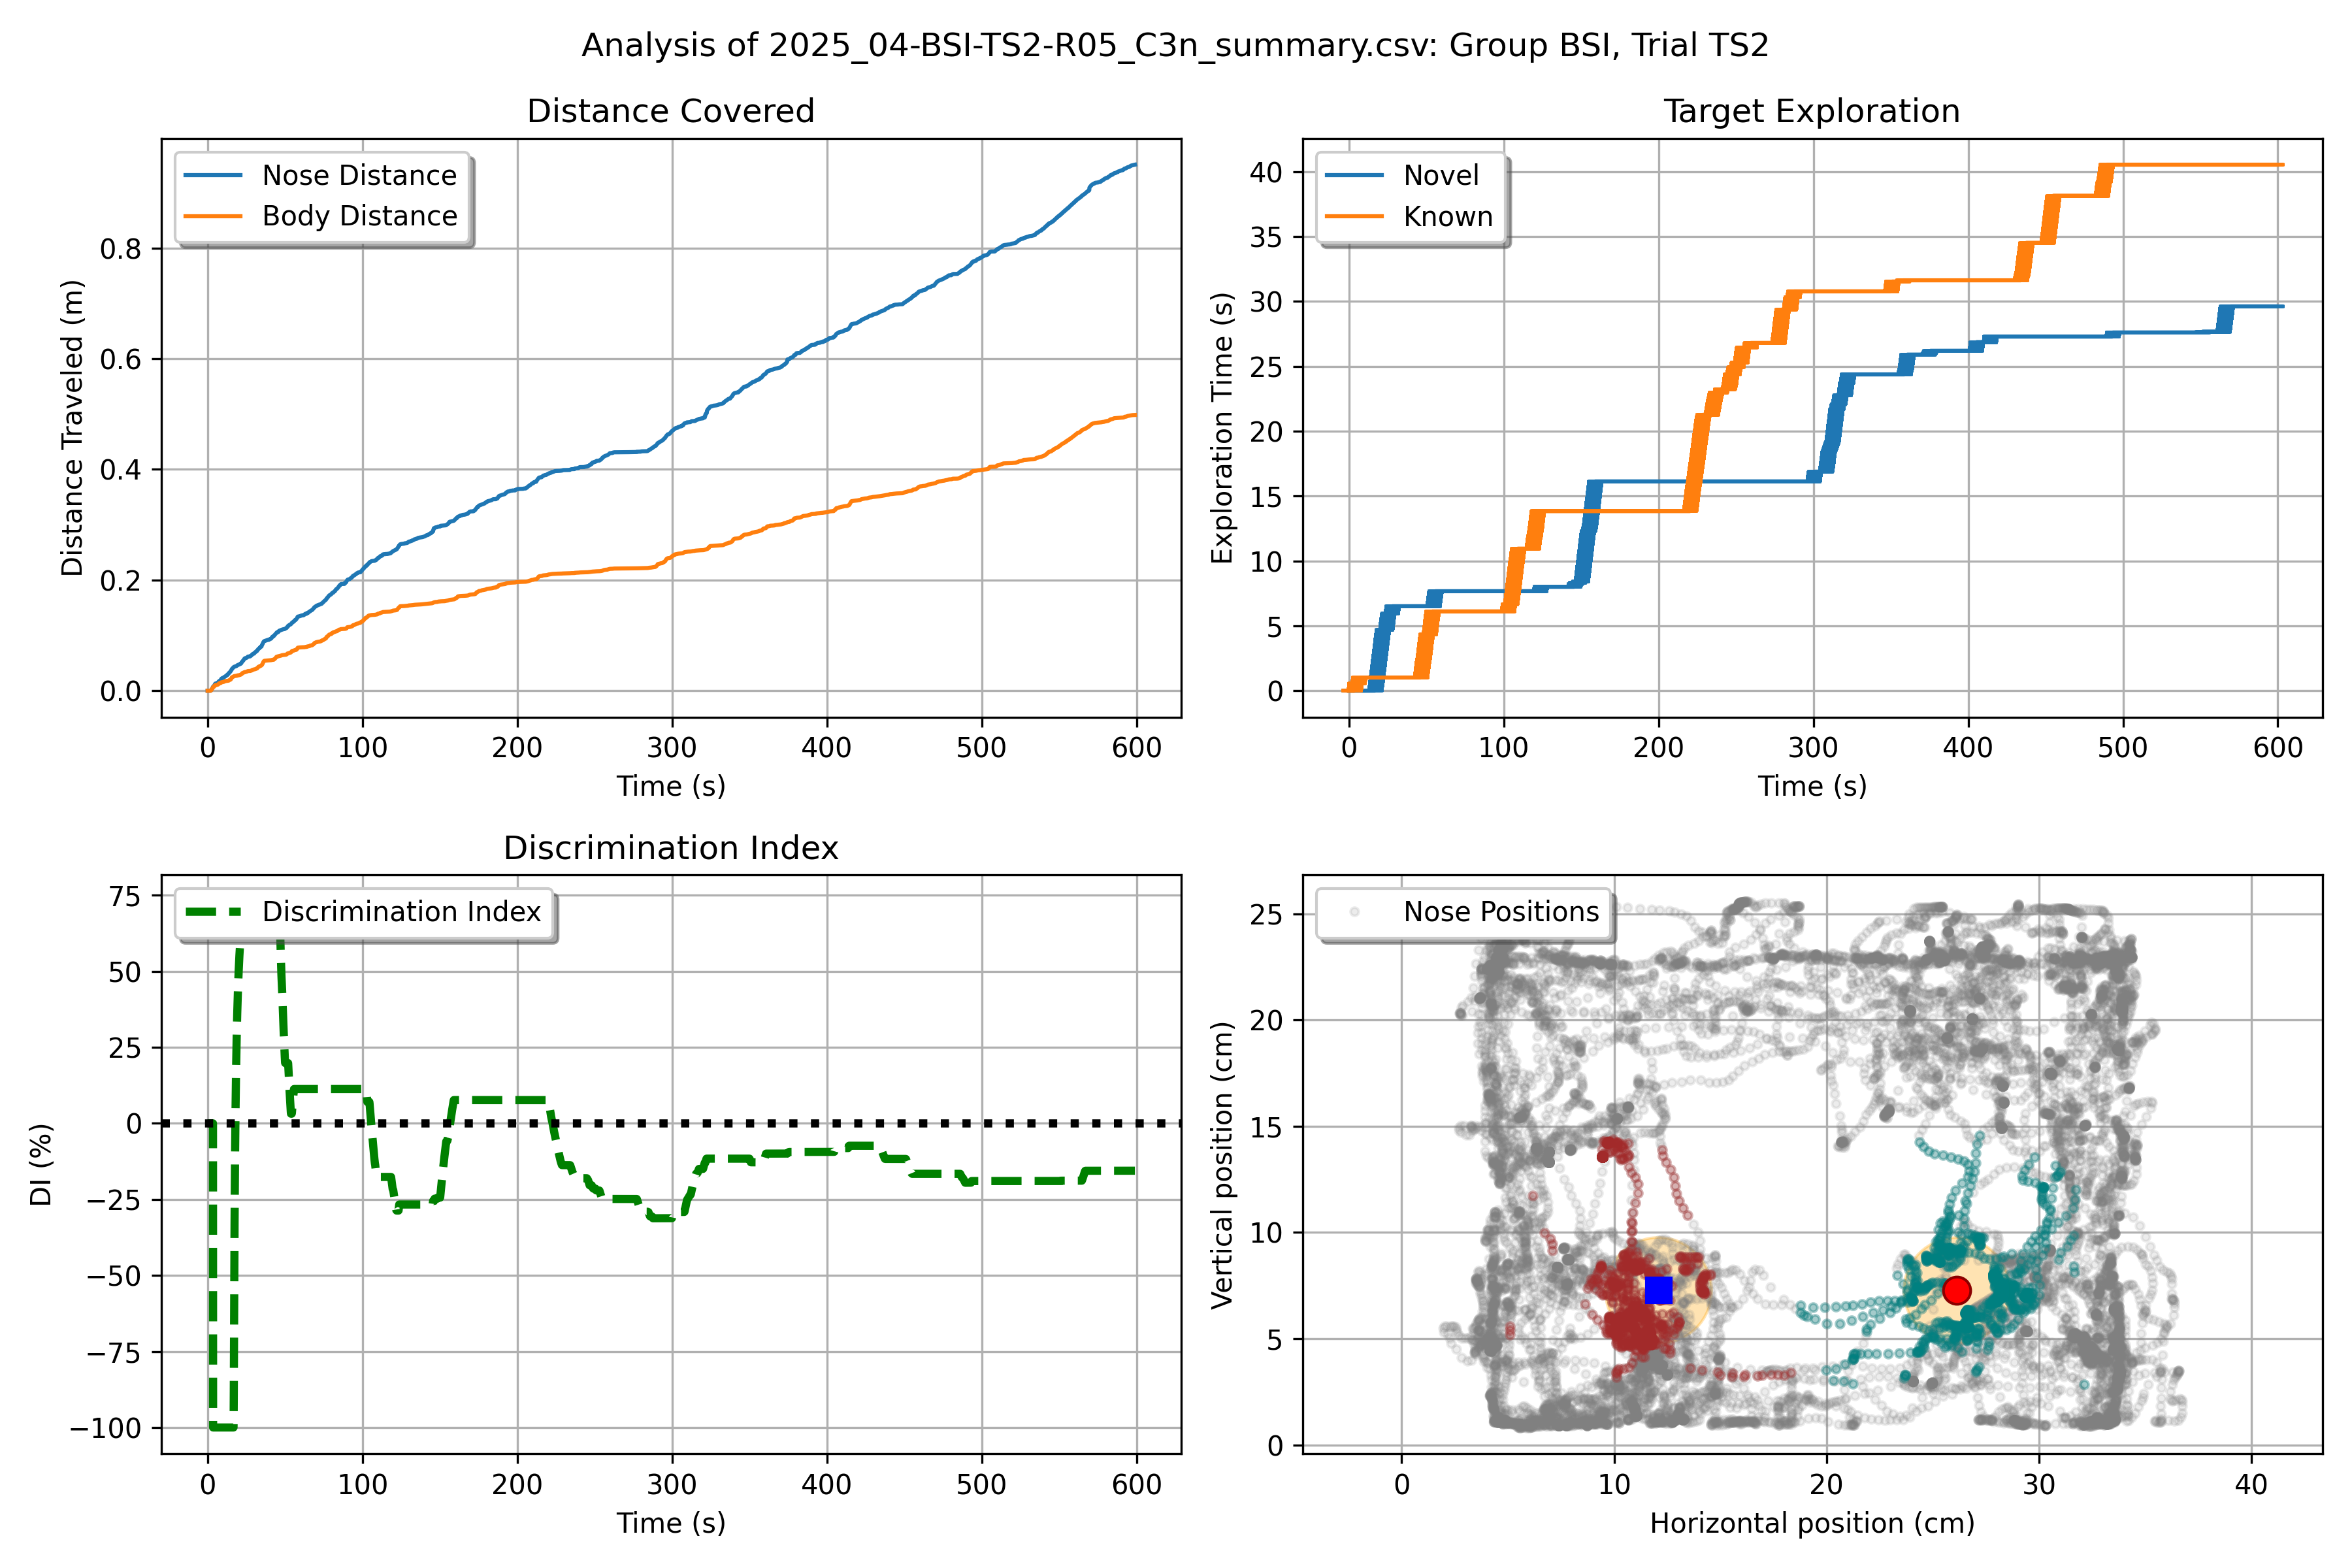 Analysis of 2025_04-BSI-TS2-R05_C3n_summary.csv: Group BSI, Trial TS2
Distance Covered
Nose Distance
Body Distance
Distance Traveled (m)
0.8
0.6
0.4
0.2
0.0
0 100 200 300 400 500 600
Time (s)
Target Exploration
Novel
Known
Exploration Time (s)
40
35
30
25
20
15
10
5
0
0 100 200 300 400 500 600
Time (s)
Discrimination Index
Discrimination Index
DI (%)
75
50
25
0
−25
−50
−75
−100
0 100 200 300 400 500 600
Time (s)
Nose Positions
Vertical position (cm)
25
20
15
10
5
0
0 10 20 30 40
Horizontal position (cm)